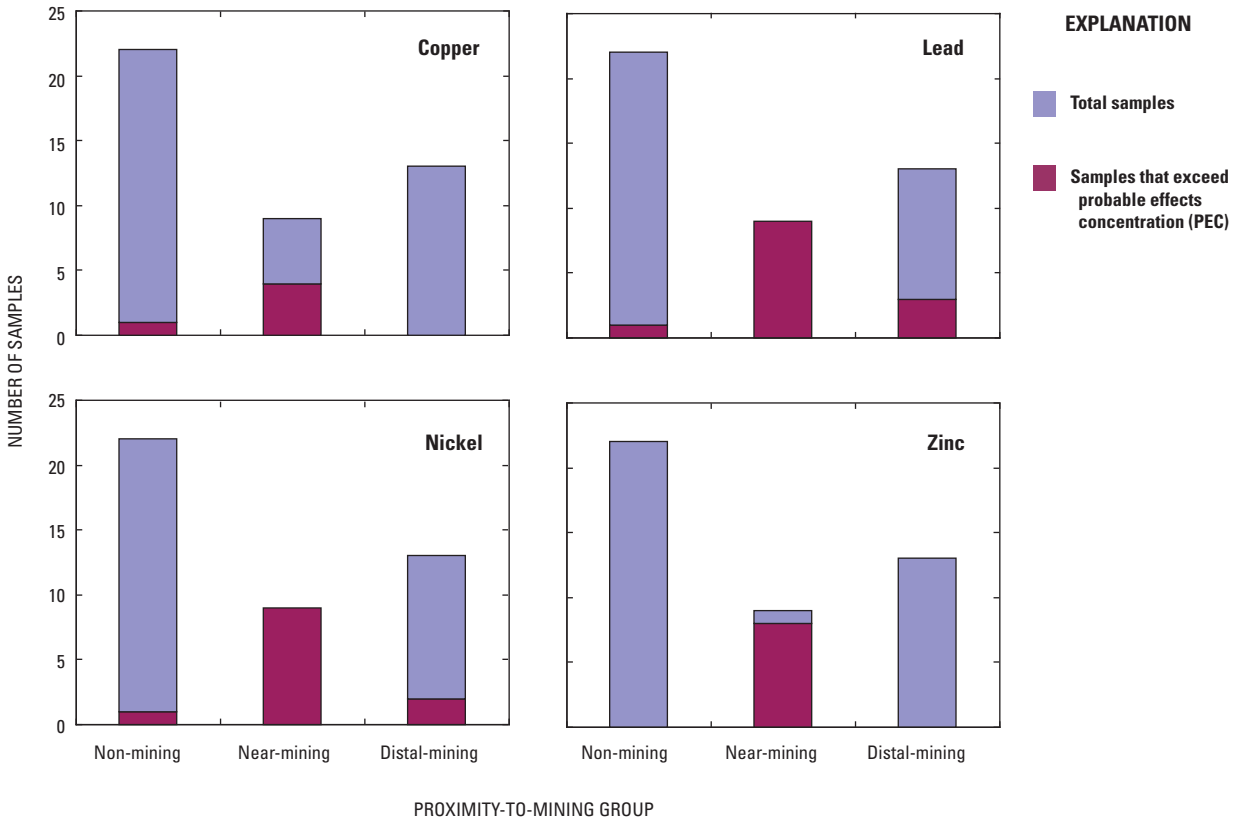 NUMBER OF SAMPLES
25
20
15
10
5
0
Copper
Lead
EXPLANATION
Total samples
Samples that exceed
probable effects
concentration (PEC)
25
20
15
10
5
0
Nickel
Zinc
Non-mining Near-mining Distal-mining
Non-mining Near-mining Distal-mining
PROXIMITY-TO-MINING GROUP